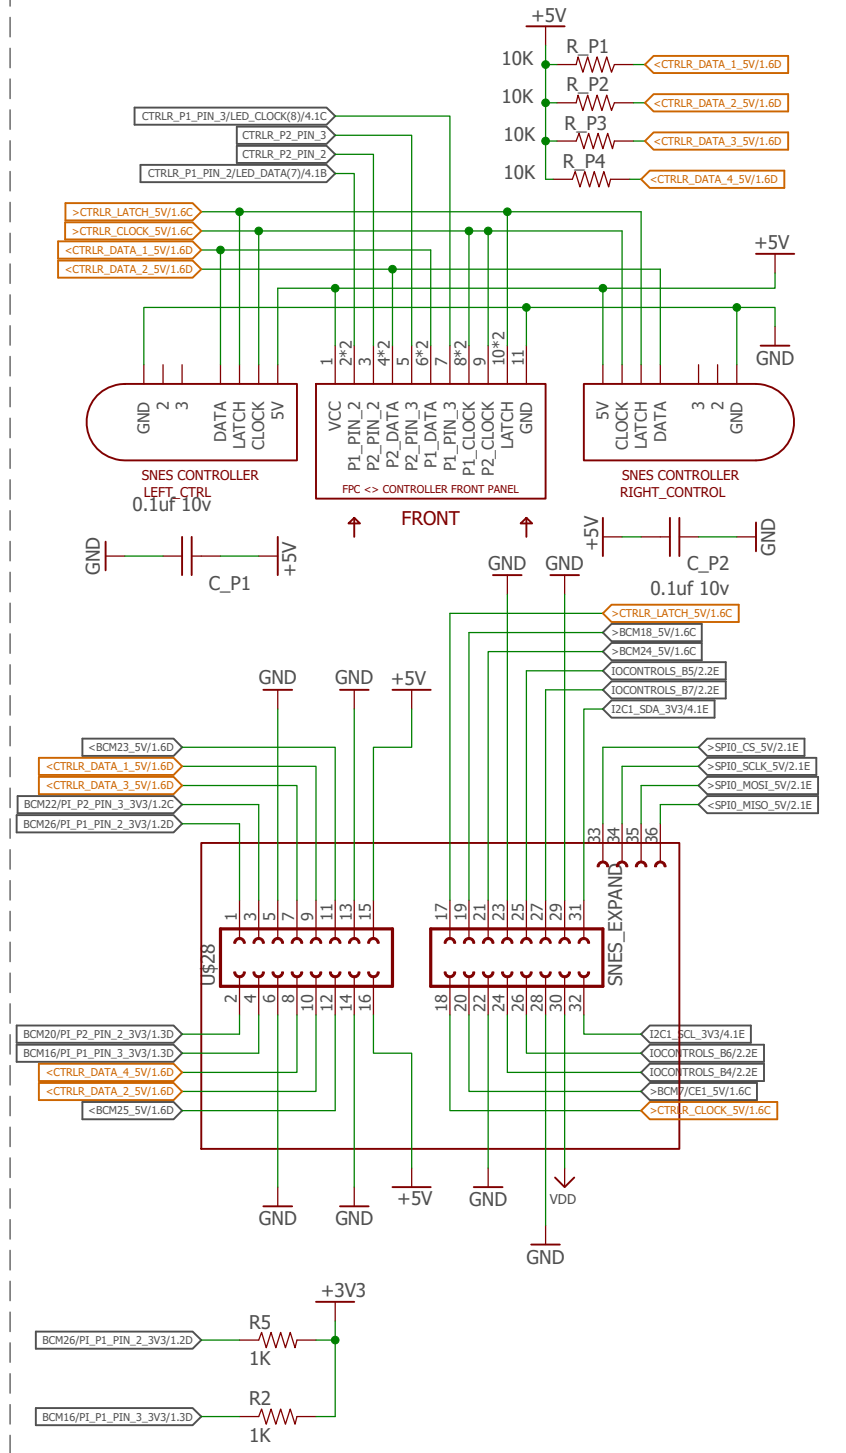 +5V
10K
R_P1
<CTRLR_DATA_1_5V/1.6D
10K
R_P2
<CTRLR_DATA_2_5V/1.6D
10K
R_P3
<CTRLR_DATA_3_5V/1.6D
10K
R_P4
<CTRLR_DATA_4_5V/1.6D
CTRLR_P1_PIN_3/LED_CLOCK(8)/4.1C
CTRLR_P2_PIN_3
CTRLR_P2_PIN_2
CTRLR_P1_PIN_2/LED_DATA(7)/4.1B
>CTRLR_LATCH_5V/1.6C
>CTRLR_CLOCK_5V/1.6C
<CTRLR_DATA_1_5V/1.6D
<CTRLR_DATA_2_5V/1.6D
+5V
GND
GND
2
3
DATA
LATCH
CLOCK
5V
SNES CONTROLLER
LEFT_CTRL
1
2*2
3
4*2
5
6*2
7
8*2
9
10*2
11
VCC
P1_PIN_2
P2_PIN_2
P2_DATA
P2_PIN_3
P1_DATA
P1_PIN_3
P1_CLOCK
P2_CLOCK
LATCH
GND
FPC <> CONTROLLER FRONT PANEL
FRONT
5V
CLOCK
LATCH
DATA
3
2
GND
SNES CONTROLLER
RIGHT_CONTROL
0.1uf 10v
GND
+5V
C_P1
+5V
GND
C_P2
0.1uf 10v
GND
GND
>CTRLR_LATCH_5V/1.6C
>BCM18_5V/1.6C
>BCM24_5V/1.6C
IOCONTROLS_B5/2.2E
IOCONTROLS_B7/2.2E
I2C1_SDA_3V3/4.1E
GND
GND
+5V
<BCM23_5V/1.6D
<CTRLR_DATA_1_5V/1.6D
<CTRLR_DATA_3_5V/1.6D
BCM22/PI_P2_PIN_3_3V3/1.2C
BCM26/PI_P1_PIN_2_3V3/1.2D
>SPI0_CS_5V/2.1E
>SPI0_SCLK_5V/2.1E
>SPI0_MOSI_5V/2.1E
<SPI0_MISO_5V/2.1E
33
34
35
36
1
3
5
7
9
11
13
15
17
19
21
23
25
27
29
31
U$28
SNES_EXPAND
2
4
6
8
10
12
14
16
18
20
22
24
26
28
30
32
BCM20/PI_P2_PIN_2_3V3/1.3D
BCM16/PI_P1_PIN_3_3V3/1.3D
<CTRLR_DATA_4_5V/1.6D
<CTRLR_DATA_2_5V/1.6D
<BCM25_5V/1.6D
I2C1_SCL_3V3/4.1E
IOCONTROLS_B6/2.2E
IOCONTROLS_B4/2.2E
>BCM7/CE1_5V/1.6C
>CTRLR_CLOCK_5V/1.6C
GND
GND
+5V
GND
VDD
GND
+3V3
BCM26/PI_P1_PIN_2_3V3/1.2D
R5
1K
BCM16/PI_P1_PIN_3_3V3/1.3D
R2
1K